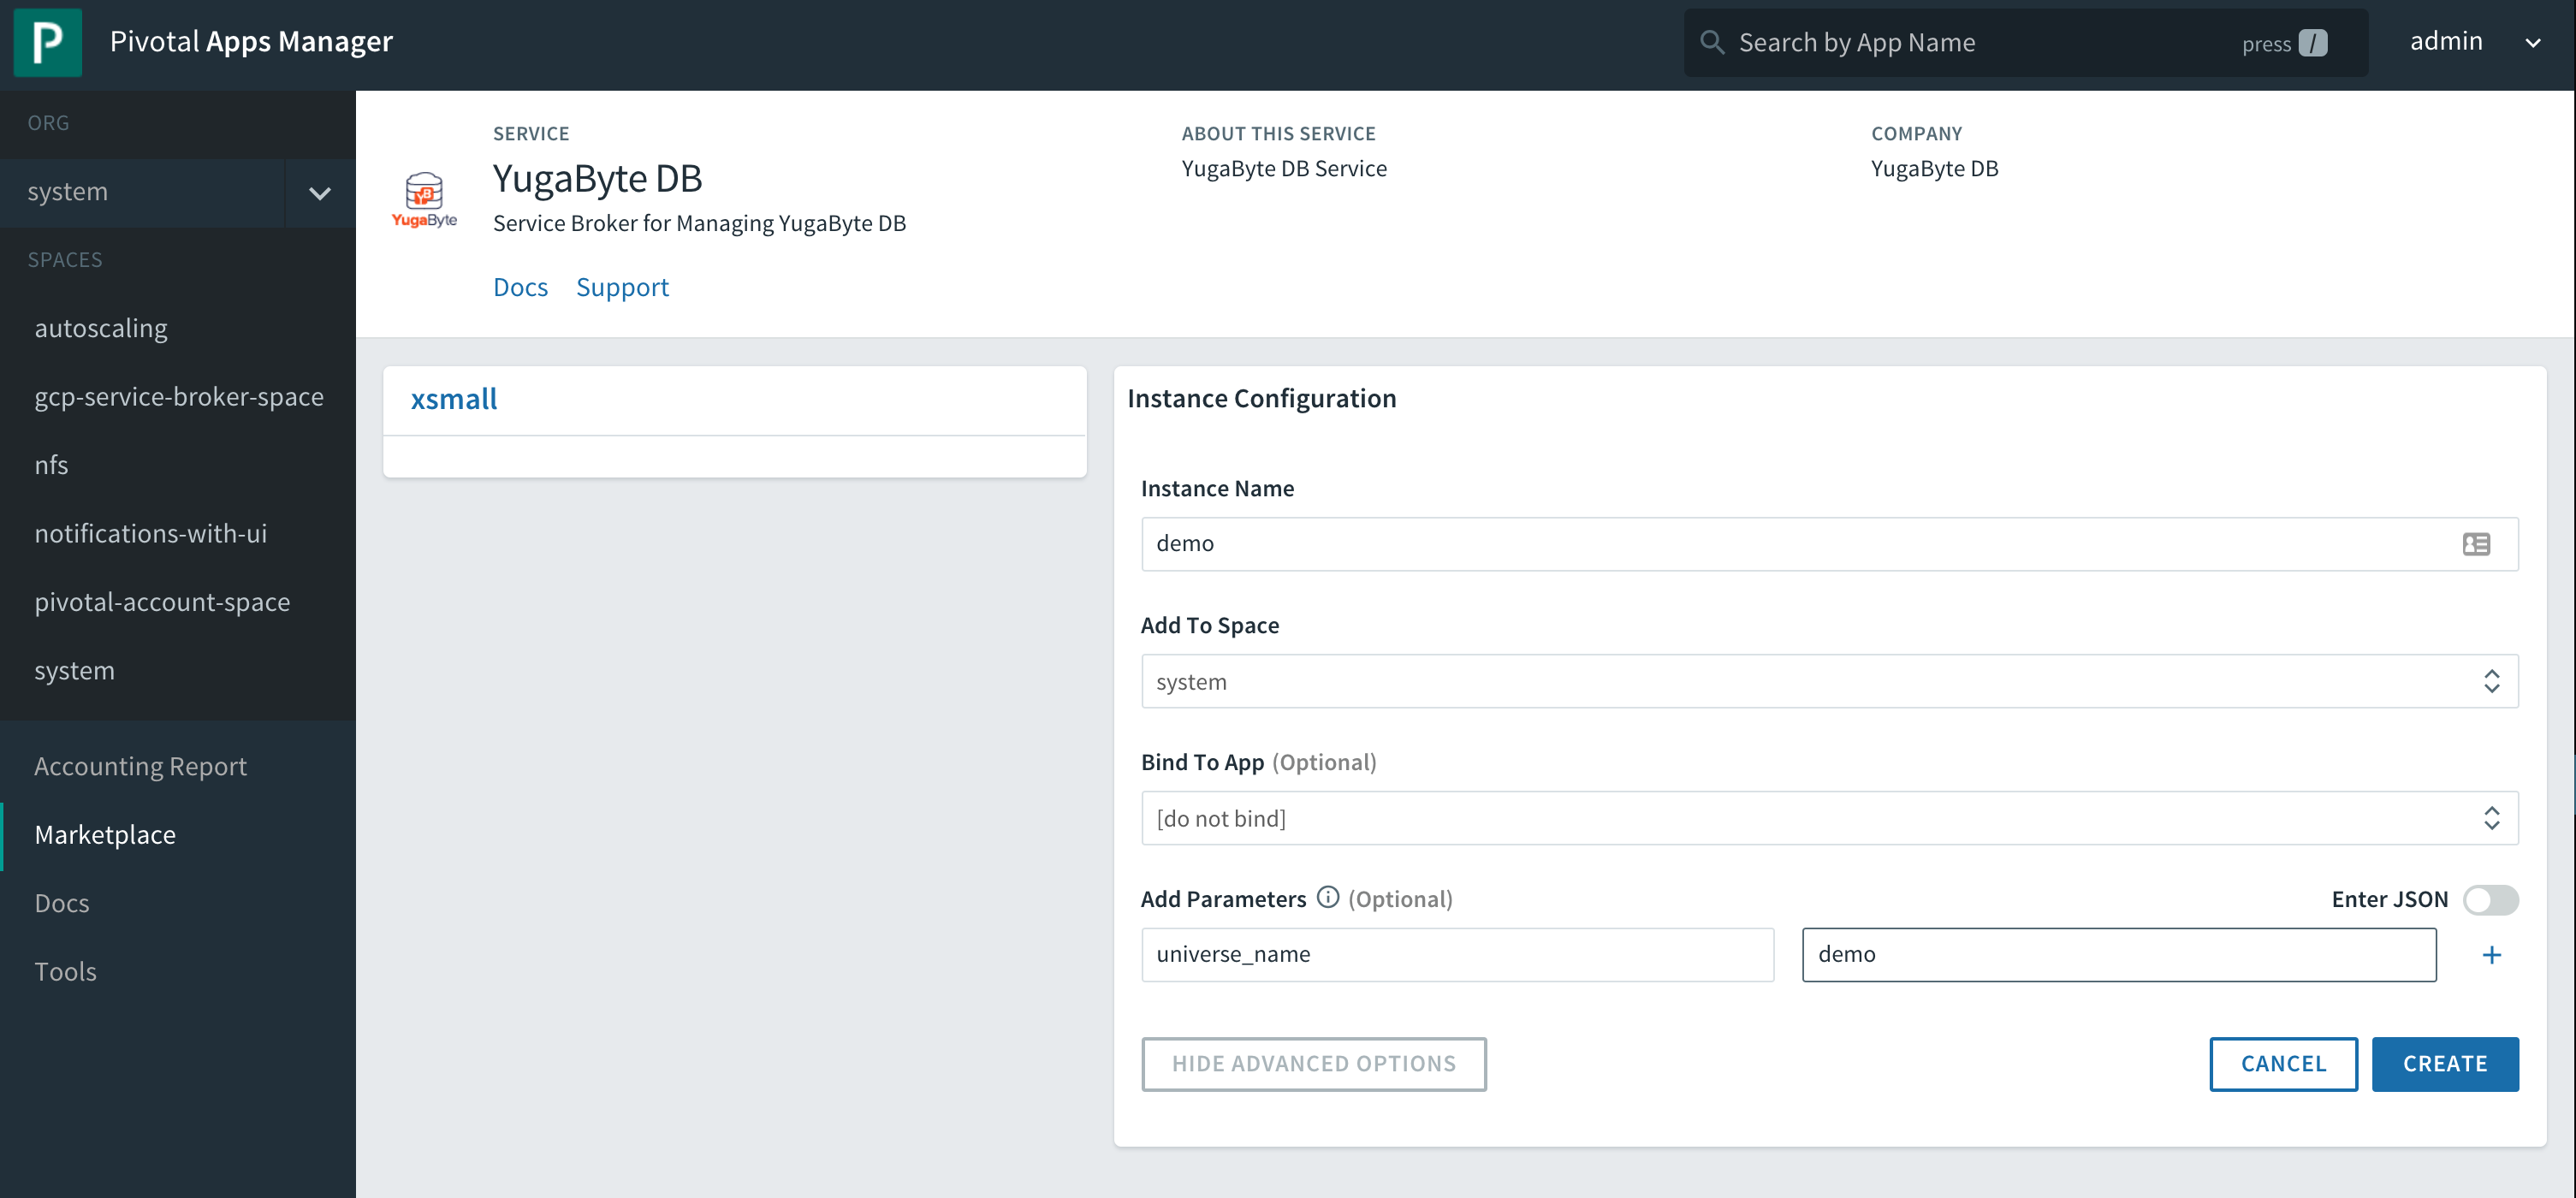 P
Pivotal Apps Manager
Search by App Name
press /
admin
ORG
system
SPACES
autoscaling
gcp-service-broker-space
nfs
notifications-with-ui
pivotal-account-space
system
Accounting Report
Marketplace
Docs
Tools
YB
YugaByte
SERVICE
YugaByte DB
Service Broker for Managing YugaByte DB
Docs Support
ABOUT THIS SERVICE
YugaByte DB Service
COMPANY
YugaByte DB
xsmall
Instance Configuration
Instance Name
demo
Add To Space
system
Bind To App (Optional)
[do not bind]
Add Parameters (Optional)
Enter JSON
universe_name
demo
HIDE ADVANCED OPTIONS
CANCEL
CREATE